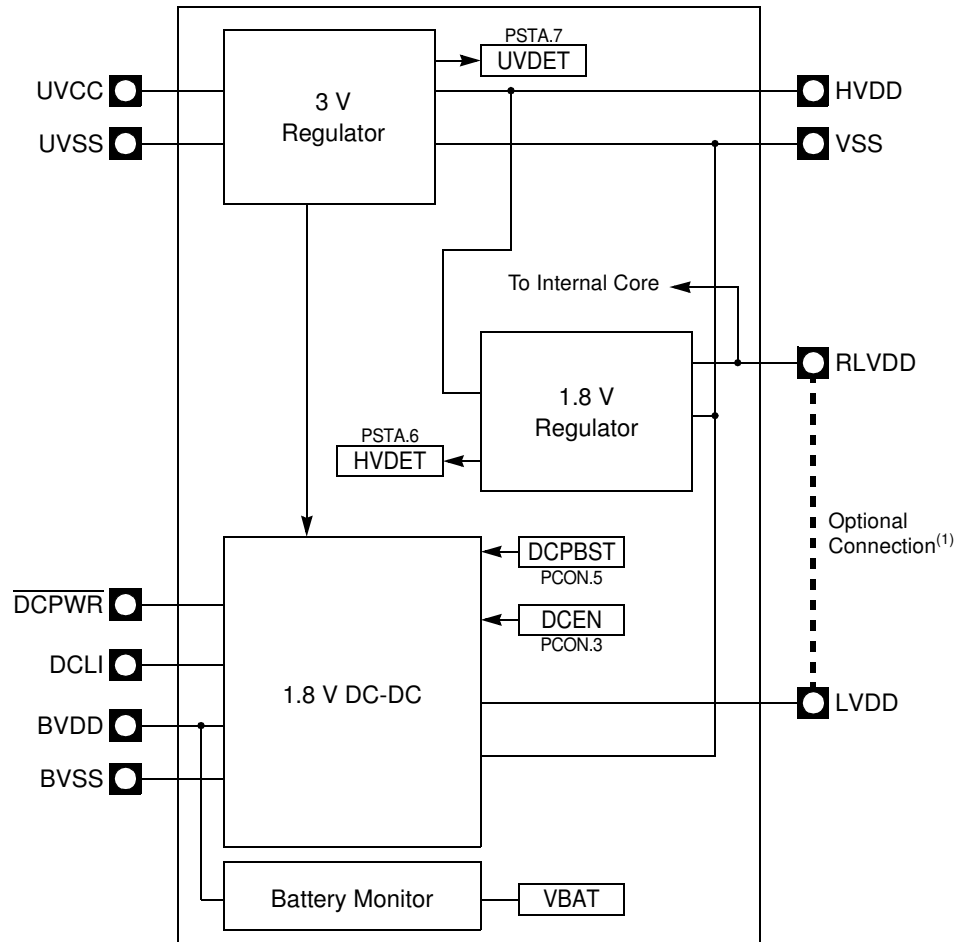 PSTA.7
UVDET
UVCC
3 V
Regulator
HVDD
UVSS
VSS
To Internal Core
1.8 V
Regulator
RLVDD
PSTA.6
HVDET
Optional
Connection(1)
DCPBST
PCON.5
DCPWR
DCEN
PCON.3
DCLI
1.8 V DC-DC
LVDD
BVDD
BVSS
Battery Monitor
VBAT